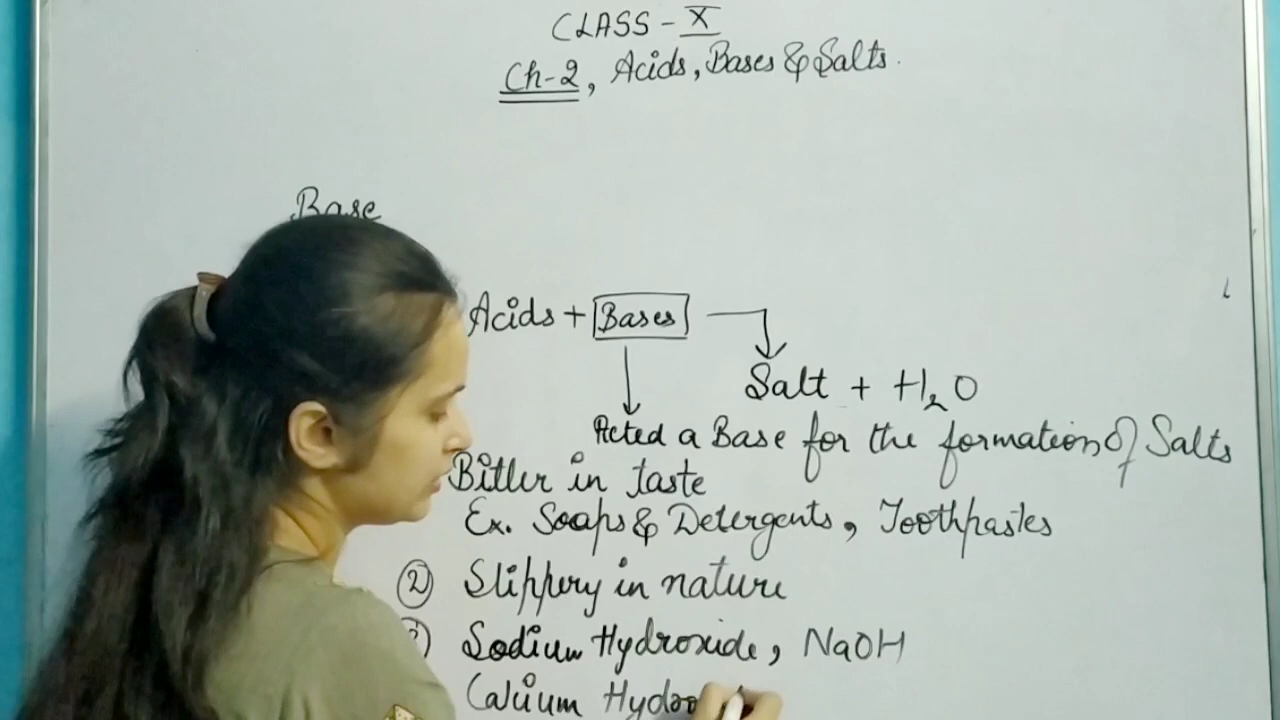 CLASS - X
Ch-2, Acids, Bases & Salts.
Base
Acids + Bases
Salt + H2O
Acted a Base for the formation of Salts
Bitter in taste
Ex. Soaps & Detergents, Toothpastes
② Slippery in nature
Sodium Hydroxide, NaOH
Calcium Hydro